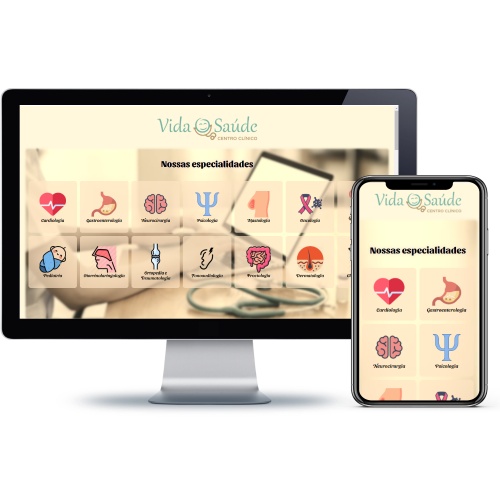 Vida Saúde
CENTRO CLÍNICO
Nossas especialidades
Cardiologia
Gastroenterologia
Neurocirurgia
Psicologia
Mastologia
Oncologia
Pediatria
Otorrinolaringologia
Ortopedia e
Traumatologia
Fonoaudiologia
Proctologia
Dermatologia
Vida Saúde
CENTRO CLÍNICO
Nossas especialidades
Cardiologia
Gastroenterologia
Neurocirurgia
Psicologia